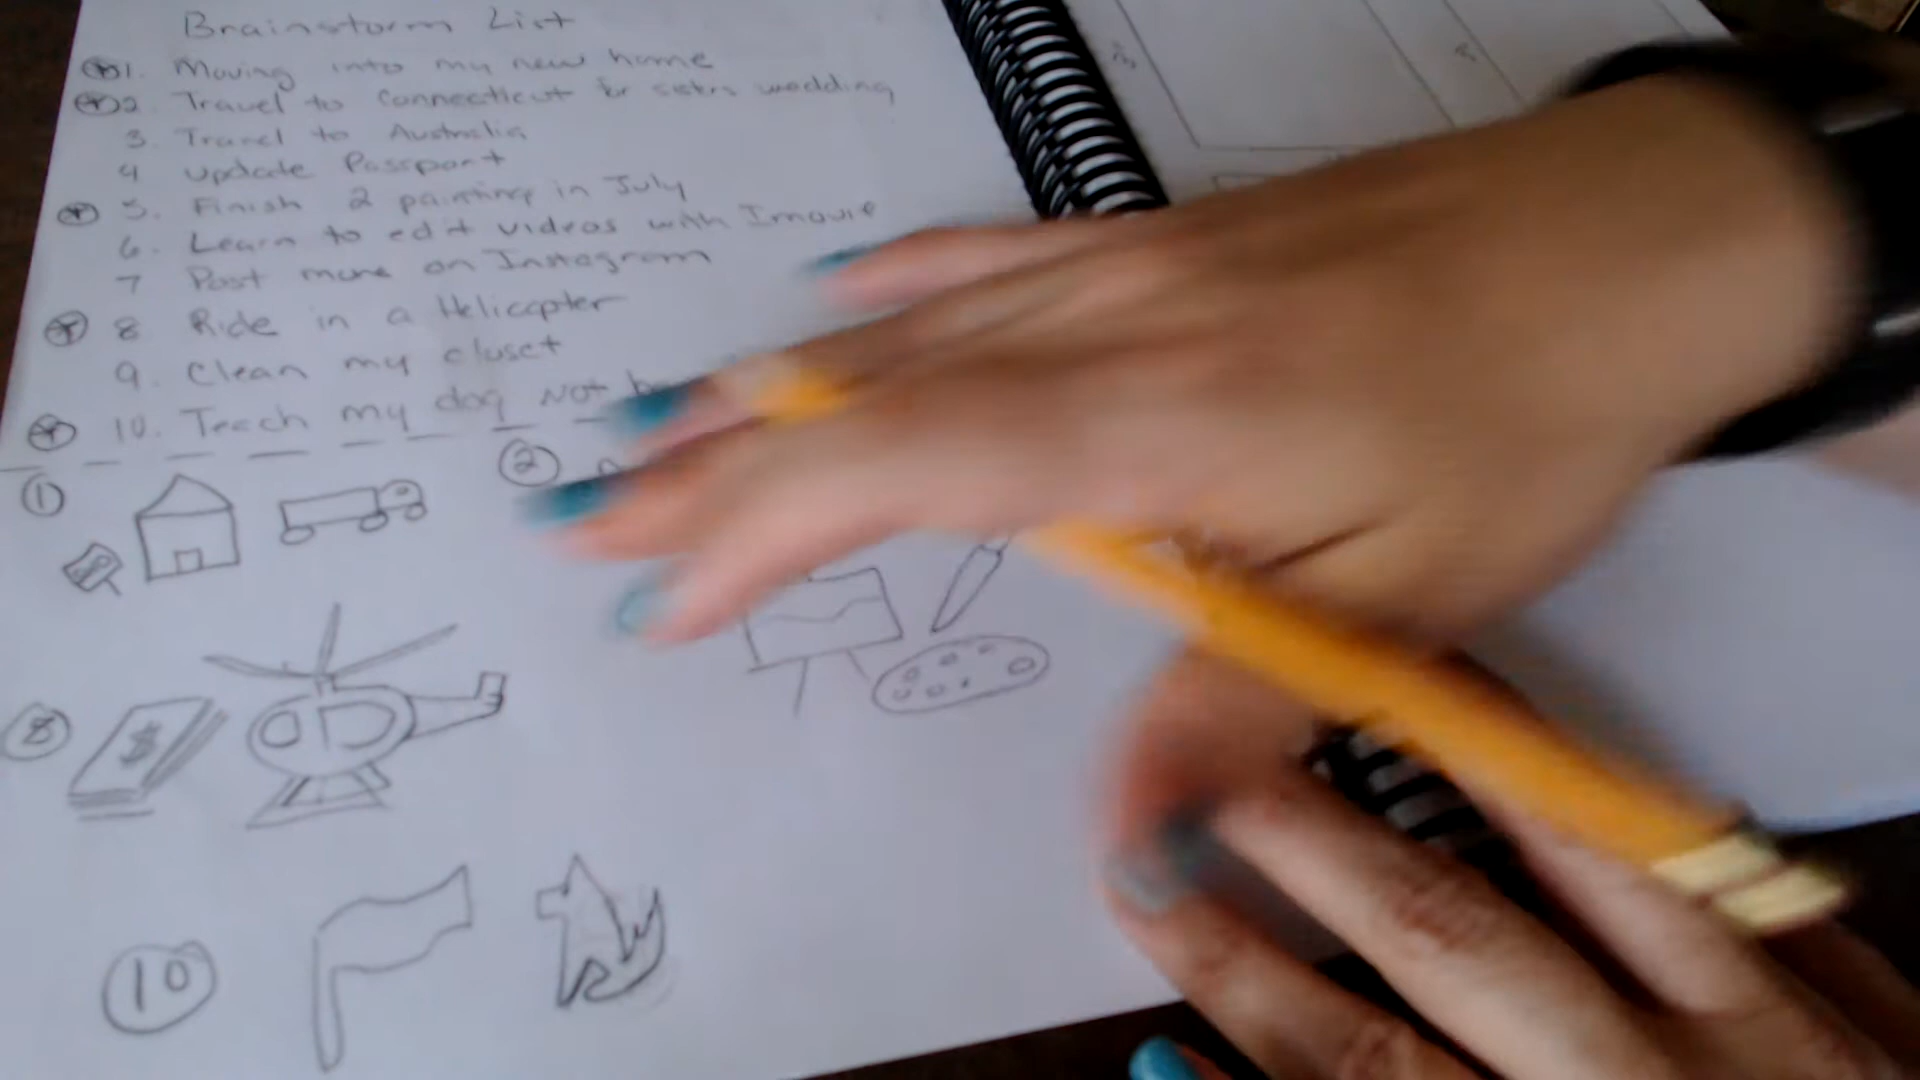 Brainstorm List
1. Moving into my new home
2. Travel to Connecticut for sisters wedding
3. Travel to Australia
4 Update Passport
5. Finish 2 painting in July
6. Learn to edit videos with Imovie
7 Post more on Instagram
8 Ride in a Helicopter
9. Clean my closet
10. Teach my dog Not
①
②
⑧
$
⑩